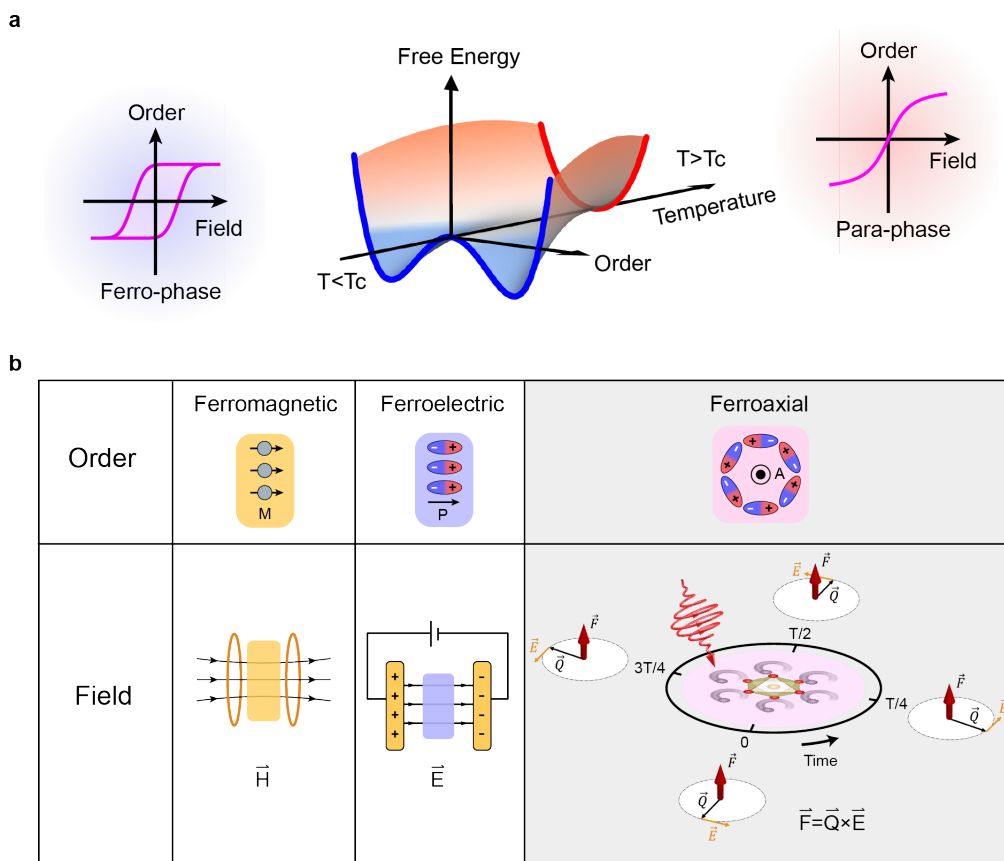 a
Free Energy
Order
Field
Ferro-phase
T<Tc
Order
T>Tc
Temperature
Order
Field
Para-phase
b
Order
Ferromagnetic
M
Ferroelectric
- +
- +
- +
P
Ferroaxial
- +
- +
- +
- +
- +
- +
A
Field
H⃗
+ -
+ -
+ -
+ -
E⃗
F⃗
E⃗
Q⃗
F⃗
E⃗
Q⃗
T/2
3T/4
T/4
0
Time
F⃗
Q⃗
E⃗
F⃗
Q⃗
E⃗
F⃗=Q⃗×E⃗